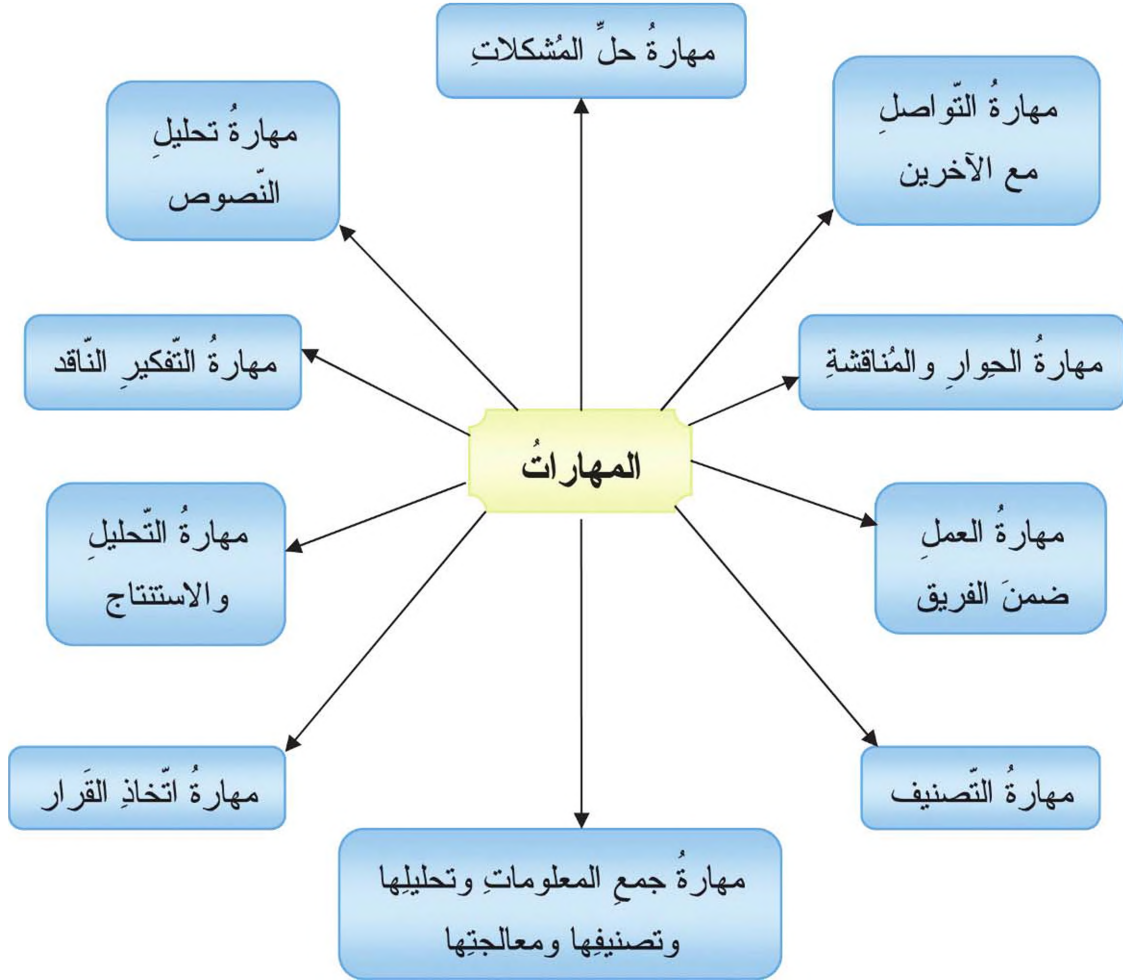 مهارةُ حلِّ المُشكلاتِ
مهارةُ التّواصلِ
مع الآخرين
مهارةُ تحليلِ
النّصوص
مهارةُ الحِوارِ والمُناقشةِ
مهارةُ التّفكيرِ النّاقد
المهاراتُ
مهارةُ العملِ
ضمنَ الفريق
مهارةُ التّحليلِ
والاستنتاج
مهارةُ التّصنيف
مهارةُ اتّخاذِ القَرار
مهارةُ جمعِ المعلوماتِ وتحليلِها
وتصنيفِها ومعالجتِها